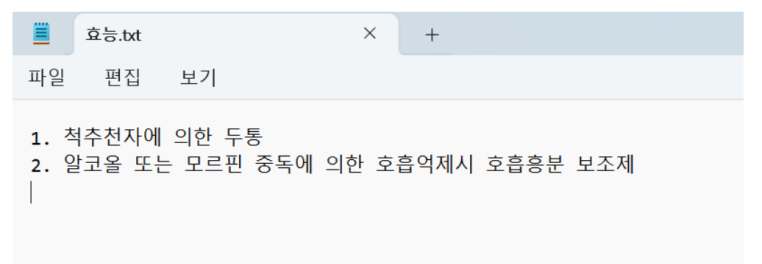 효능.txt
파일 편집 보기
1. 척추천자에 의한 두통
2. 알코올 또는 모르핀 중독에 의한 호흡억제시 호흡흥분 보조제